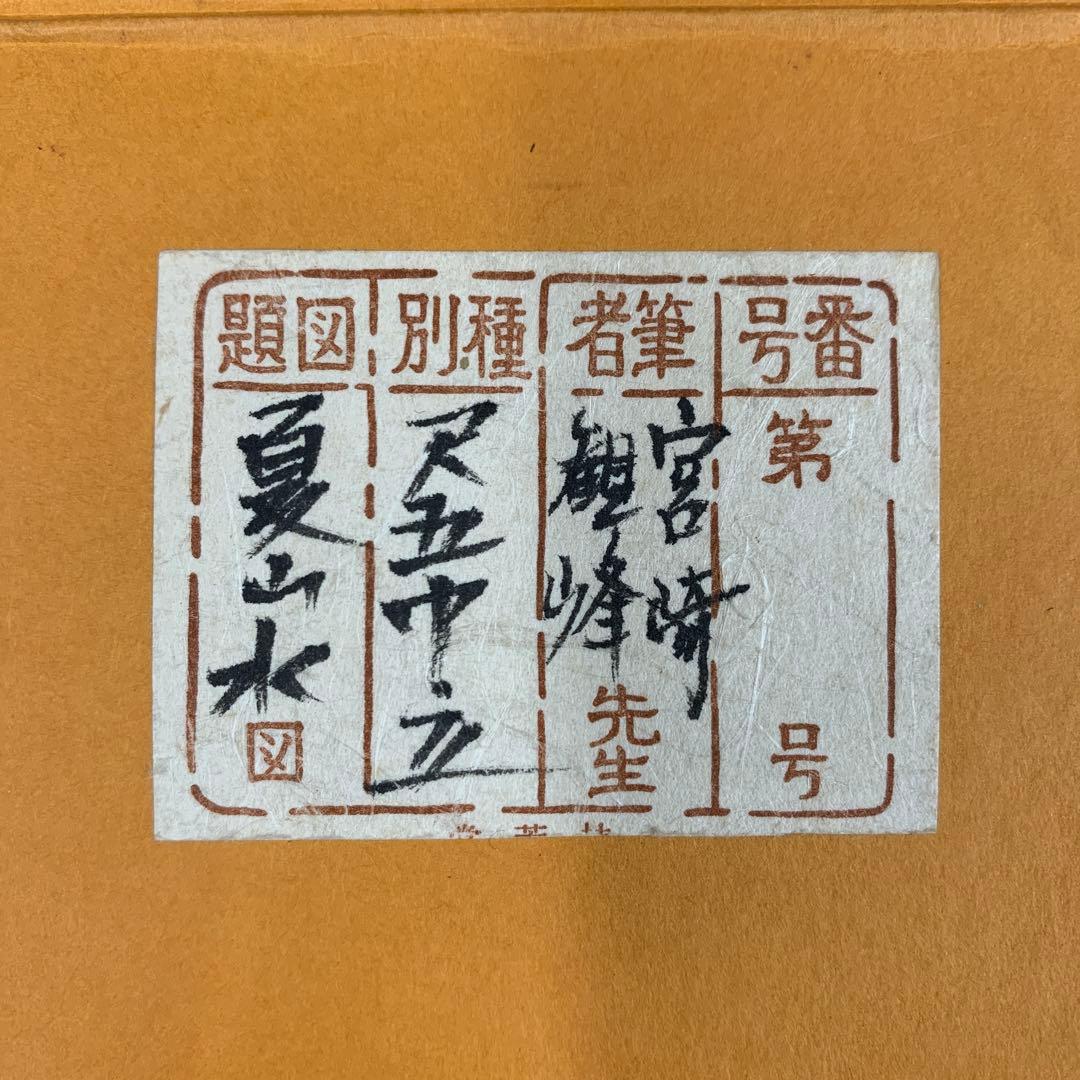 番号
第
号
筆者
宮崎
観峰
先生
種別
尺五巾立
図題
夏山水
図